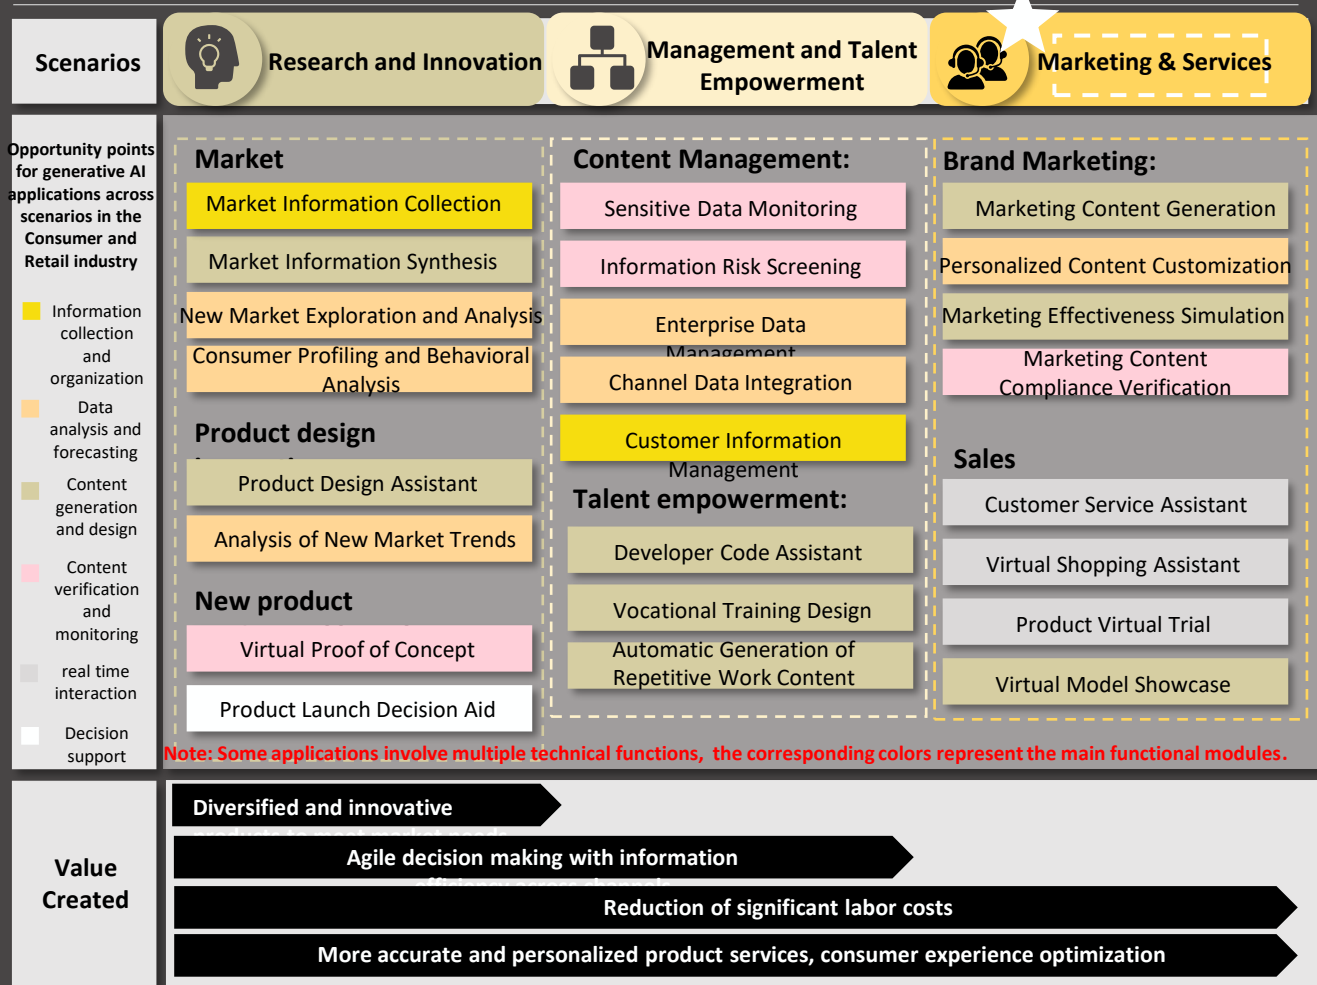 Scenarios
Research and Innovation
Management and Talent
Empowerment
Marketing & Services
Opportunity points
for generative AI
applications across
scenarios in the
Consumer and
Retail industry
Information
collection
and
organization
Data
analysis and
forecasting
Content
generation
and design
Content
verification
and
monitoring
real time
interaction
Decision
support
Market
Market Information Collection
Market Information Synthesis
New Market Exploration and Analysis
Consumer Profiling and Behavioral
Analysis
Product design
Product Design Assistant
Analysis of New Market Trends
New product
Virtual Proof of Concept
Product Launch Decision Aid
Content Management:
Sensitive Data Monitoring
Information Risk Screening
Enterprise Data
Management
Channel Data Integration
Customer Information
Management
Talent empowerment:
Developer Code Assistant
Vocational Training Design
Automatic Generation of
Repetitive Work Content
Brand Marketing:
Marketing Content Generation
Personalized Content Customization
Marketing Effectiveness Simulation
Marketing Content
Compliance Verification
Sales
Customer Service Assistant
Virtual Shopping Assistant
Product Virtual Trial
Virtual Model Showcase
Note: Some applications involve multiple technical functions, the corresponding colors represent the main functional modules.
Value
Created
Diversified and innovative
products to meet market needs
Agile decision making with information
efficiency across channels
Reduction of significant labor costs
More accurate and personalized product services, consumer experience optimization